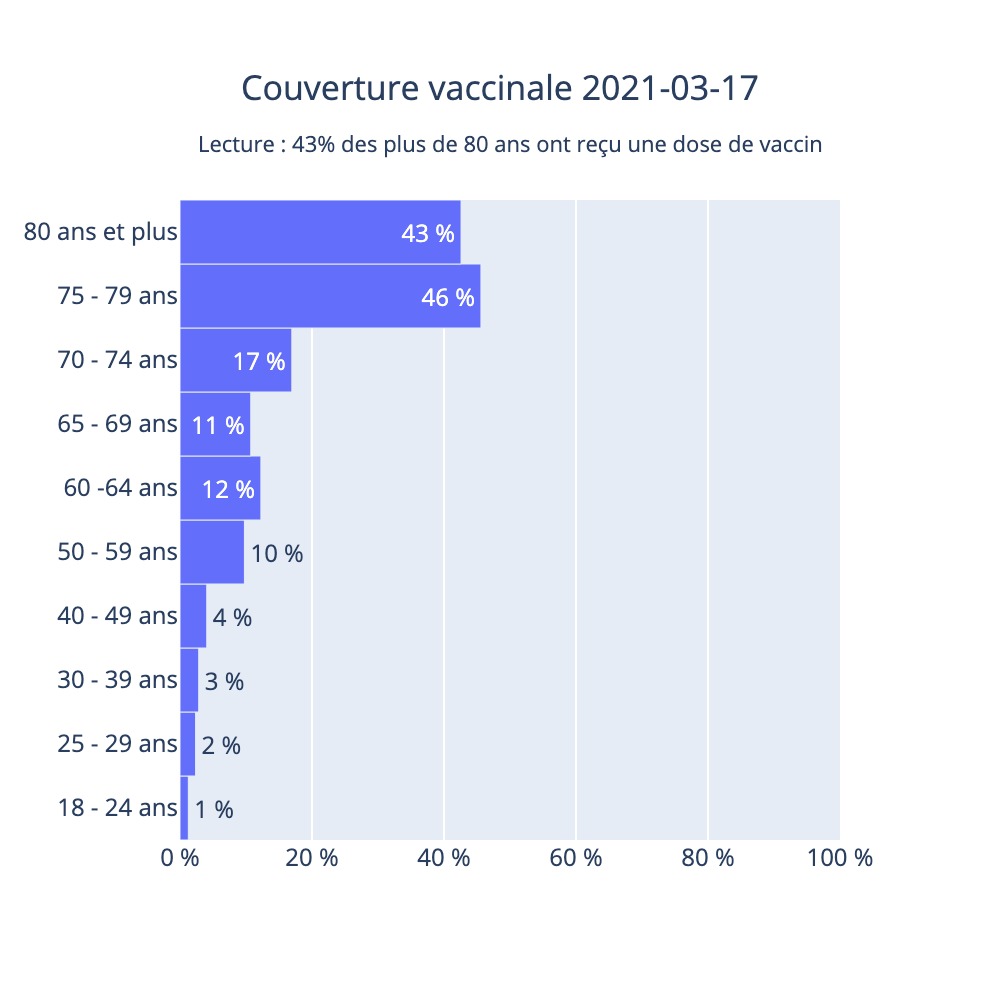 Couverture vaccinale 2021-03-17
Lecture : 43% des plus de 80 ans ont reçu une dose de vaccin
80 ans et plus 43 %
75 - 79 ans 46 %
70 - 74 ans 17 %
65 - 69 ans 11 %
60 -64 ans 12 %
50 - 59 ans 10 %
40 - 49 ans 4 %
30 - 39 ans 3 %
25 - 29 ans 2 %
18 - 24 ans 1 %
0 % 20 % 40 % 60 % 80 % 100 %